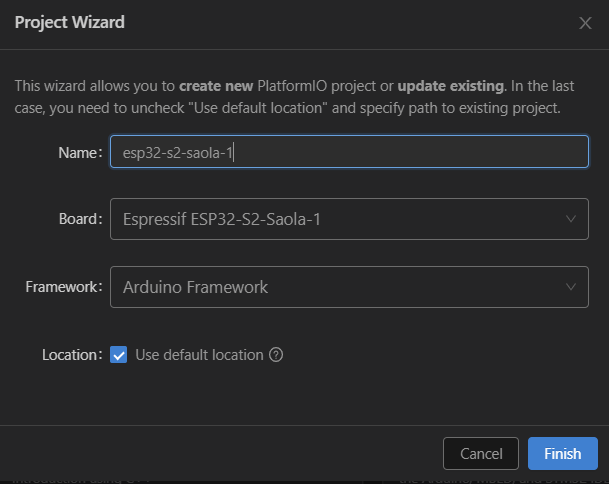 Project Wizard
This wizard allows you to create new PlatformIO project or update existing. In the last
case, you need to uncheck "Use default location" and specify path to existing project.
Name: esp32-s2-saola-1
Board: Espressif ESP32-S2-Saola-1
Framework: Arduino Framework
Location: Use default location
Cancel Finish